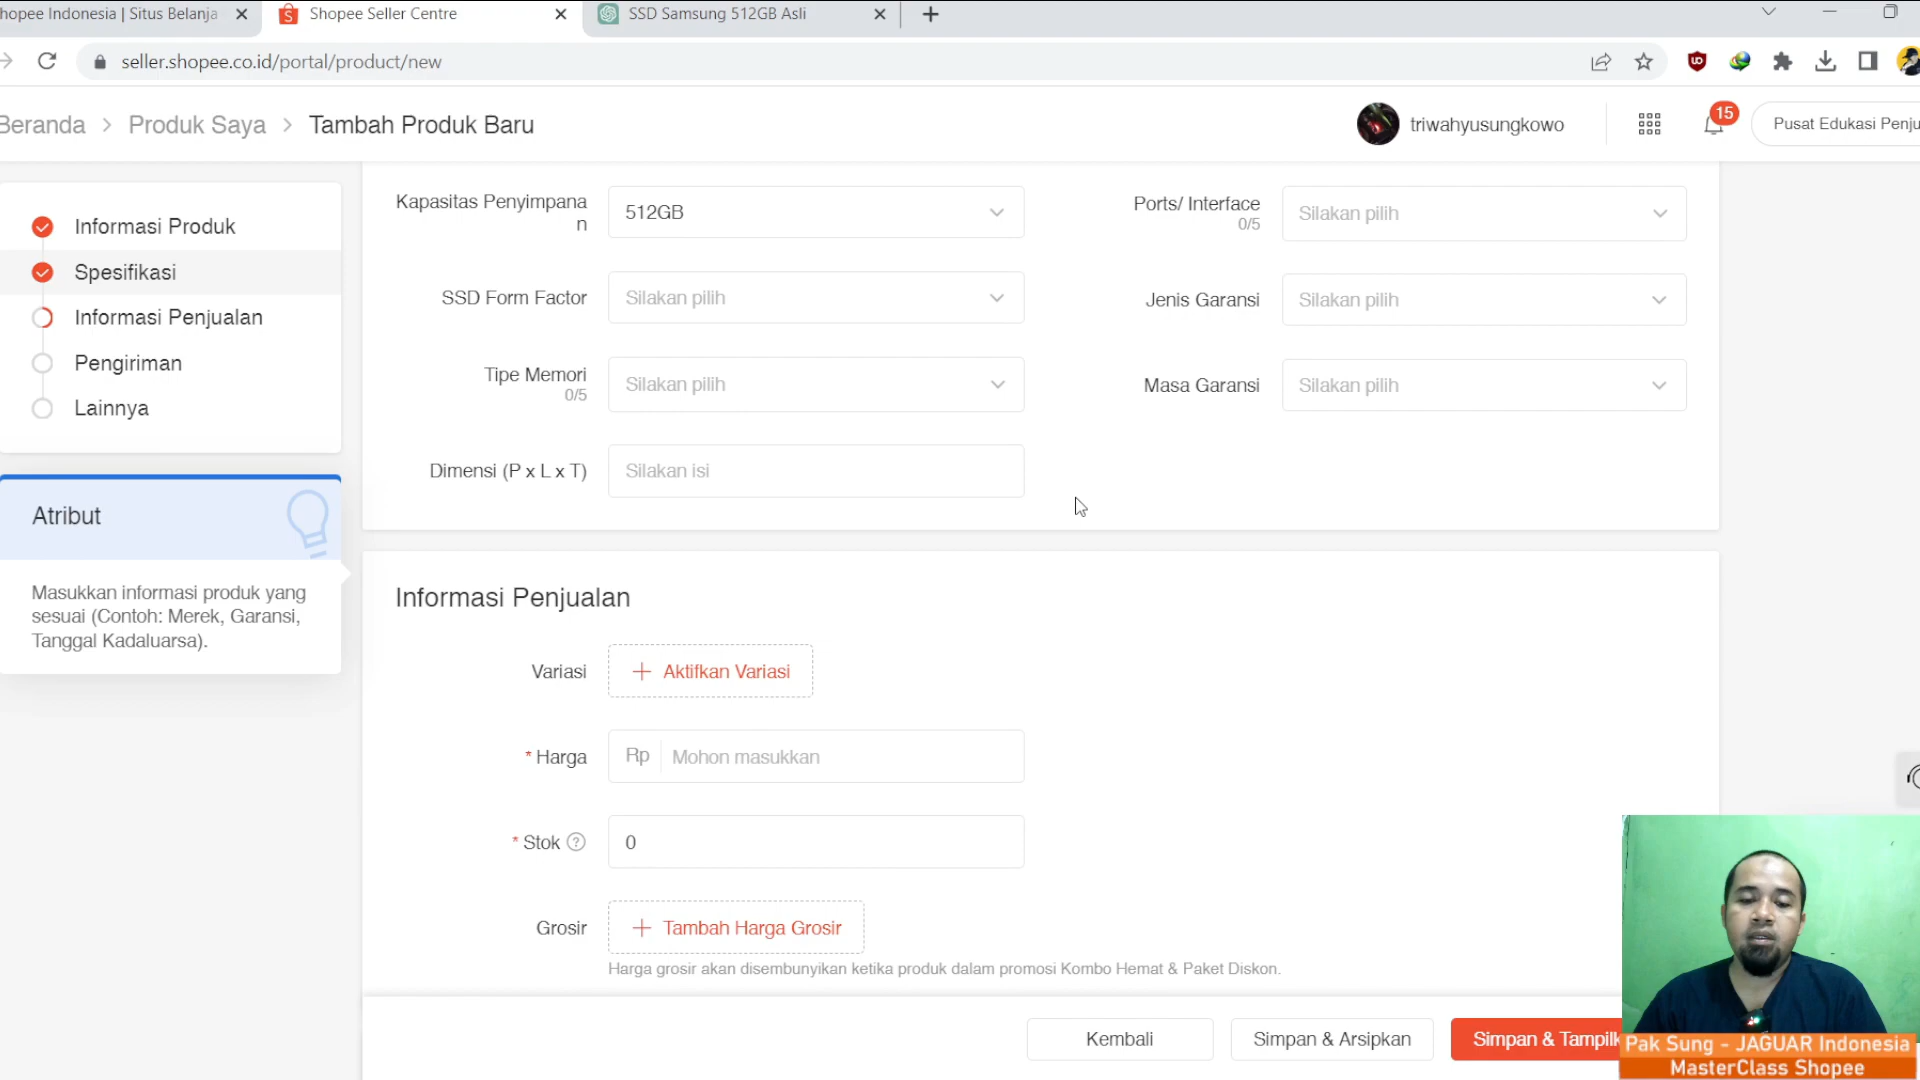 hopee Indonesia | Situs Belanja
Shopee Seller Centre
SSD Samsung 512GB Asli
seller.shopee.co.id/portal/product/new
Beranda > Produk Saya > Tambah Produk Baru
triwahyusungkowo
15
Pusat Edukasi Penju
Informasi Produk
Spesifikasi
Informasi Penjualan
Pengiriman
Lainnya
Atribut
Masukkan informasi produk yang
sesuai (Contoh: Merek, Garansi,
Tanggal Kadaluarsa).
Kapasitas Penyimpana
n
512GB
Ports/ Interface
0/5
Silakan pilih
SSD Form Factor
Silakan pilih
Jenis Garansi
Silakan pilih
Tipe Memori
0/5
Silakan pilih
Masa Garansi
Silakan pilih
Dimensi (P x L x T)
Silakan isi
Informasi Penjualan
Variasi
+ Aktifkan Variasi
* Harga
Rp
Mohon masukkan
* Stok ?
0
Grosir
+ Tambah Harga Grosir
Harga grosir akan disembunyikan ketika produk dalam promosi Kombo Hemat & Paket Diskon.
Kembali
Simpan & Arsipkan
Simpan & Tampilk
Pak Sung - JAGUAR Indonesia
MasterClass Shopee